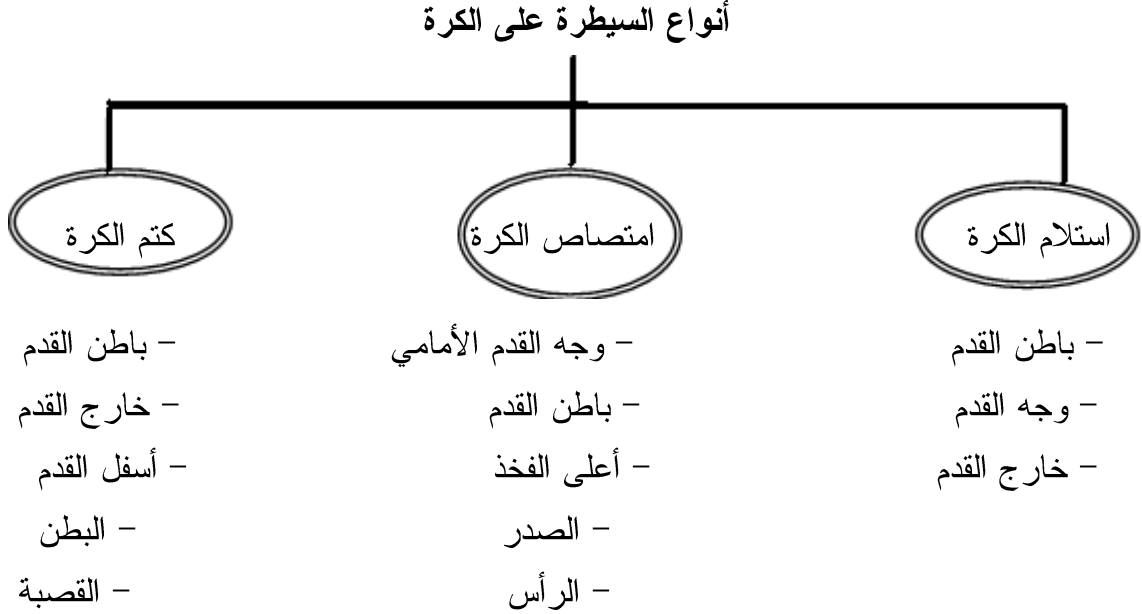 أنواع السيطرة على الكرة
استلام الكرة
امتصاص الكرة
كتم الكرة
– باطن القدم
– وجه القدم
– خارج القدم
– وجه القدم الأمامي
– باطن القدم
– أعلى الفخذ
– الصدر
– الرأس
– باطن القدم
– خارج القدم
– أسفل القدم
– البطن
– القصبة